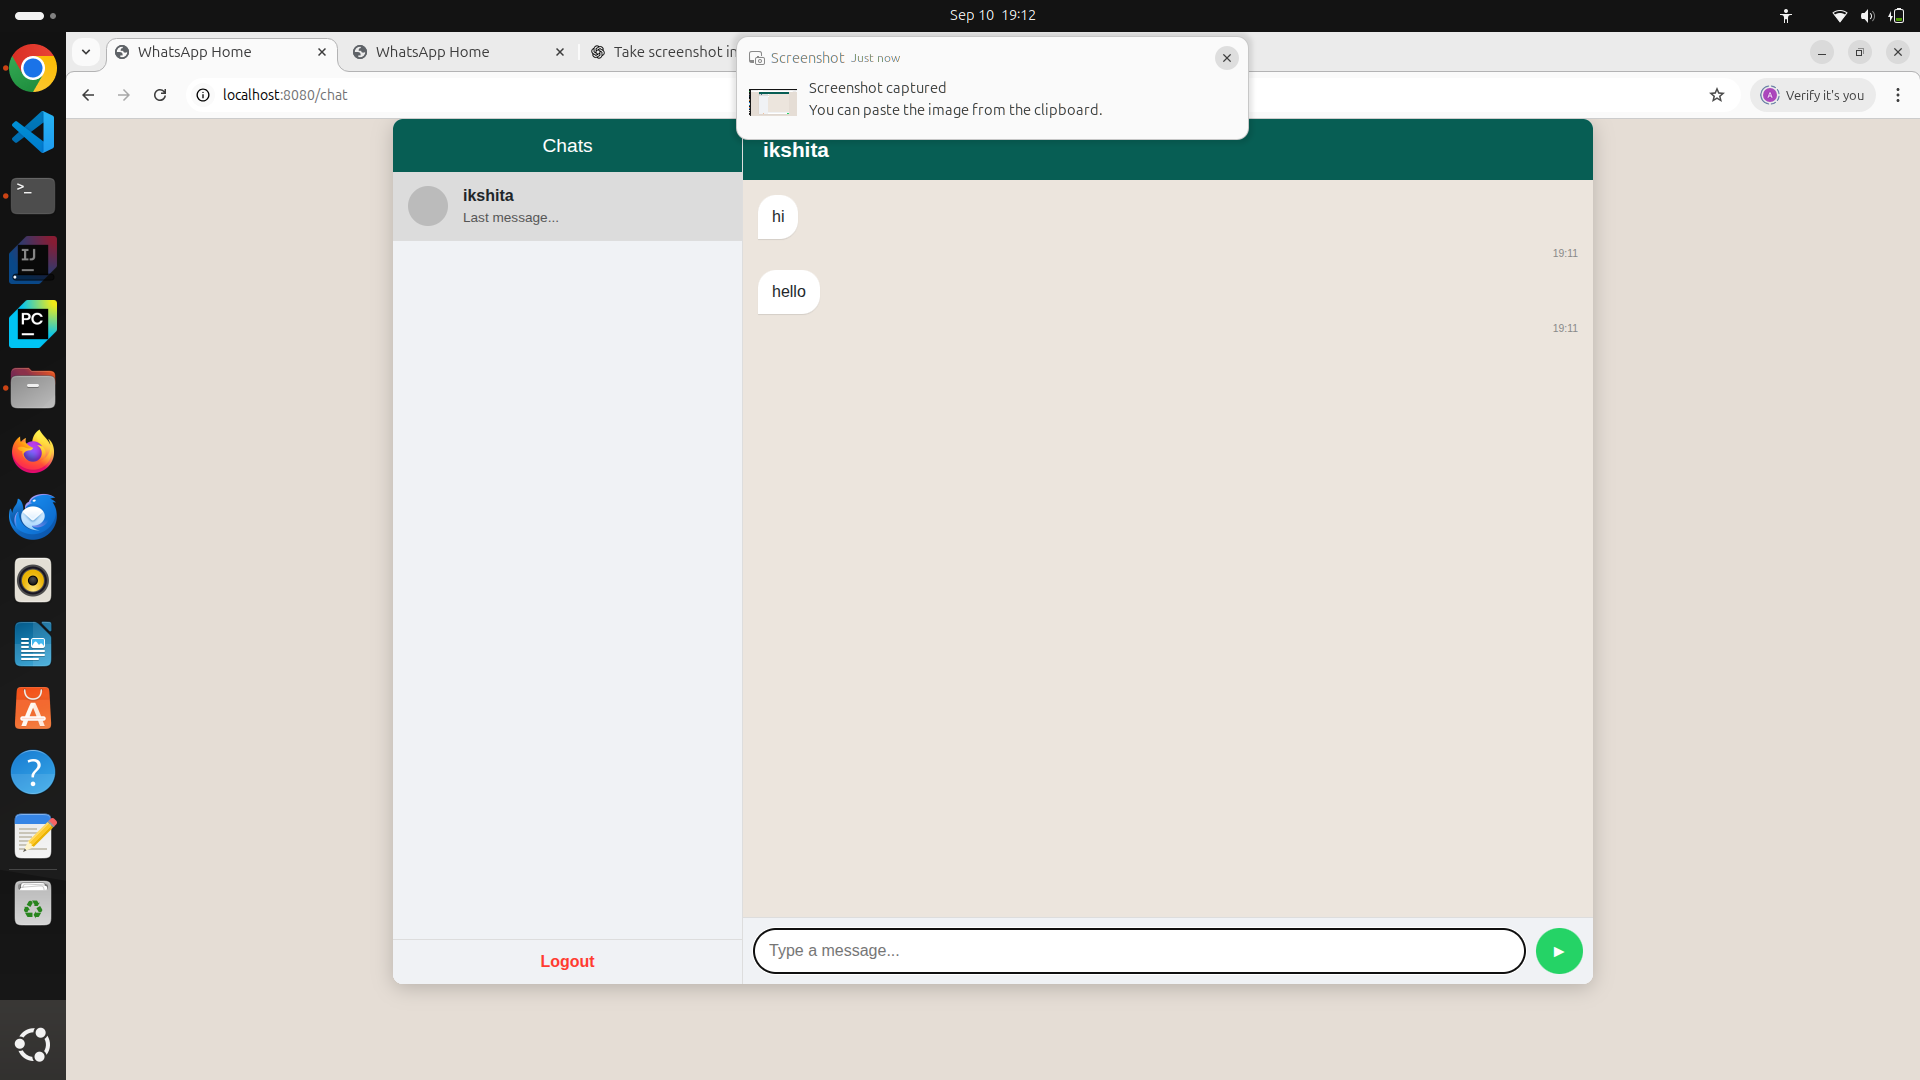 Sep 10 19:12
WhatsApp Home
WhatsApp Home
Take screenshot in
Screenshot Just now
Screenshot captured
You can paste the image from the clipboard.
localhost:8080/chat
A
Verify it's you
Chats
ikshita
ikshita
Last message...
hi
19:11
hello
19:11
Type a message...
Logout
>_
IJ
PC
?